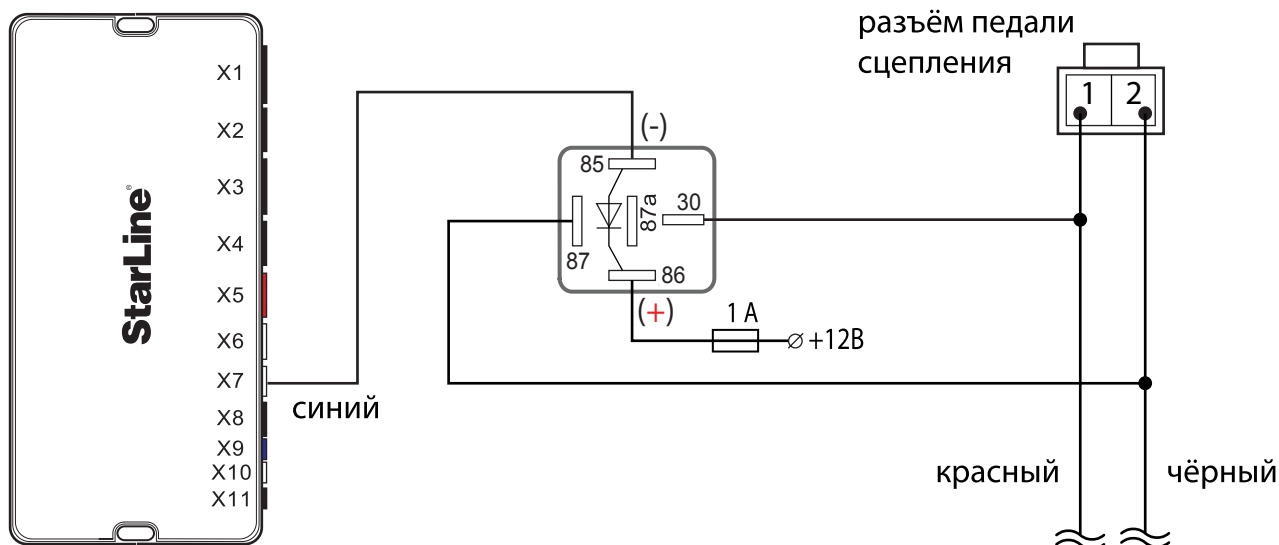 StarLine®
X1
X2
X3
X4
X5
X6
X7
X8
X9
X10
X11
синий
(-)
85
87a
30
87
86
(+)
1 A
+12В
разъём педали
сцепления
1 2
красный
чёрный